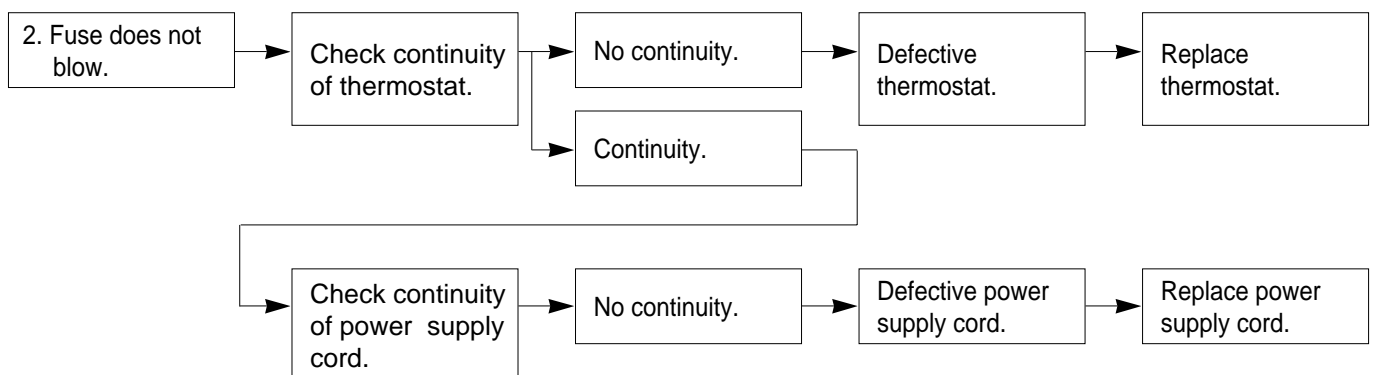 2. Fuse does not
blow.
Check continuity
of thermostat.
No continuity.
Defective
thermostat.
Replace
thermostat.
Continuity.
Check continuity
of power supply
cord.
No continuity.
Defective power
supply cord.
Replace power
supply cord.